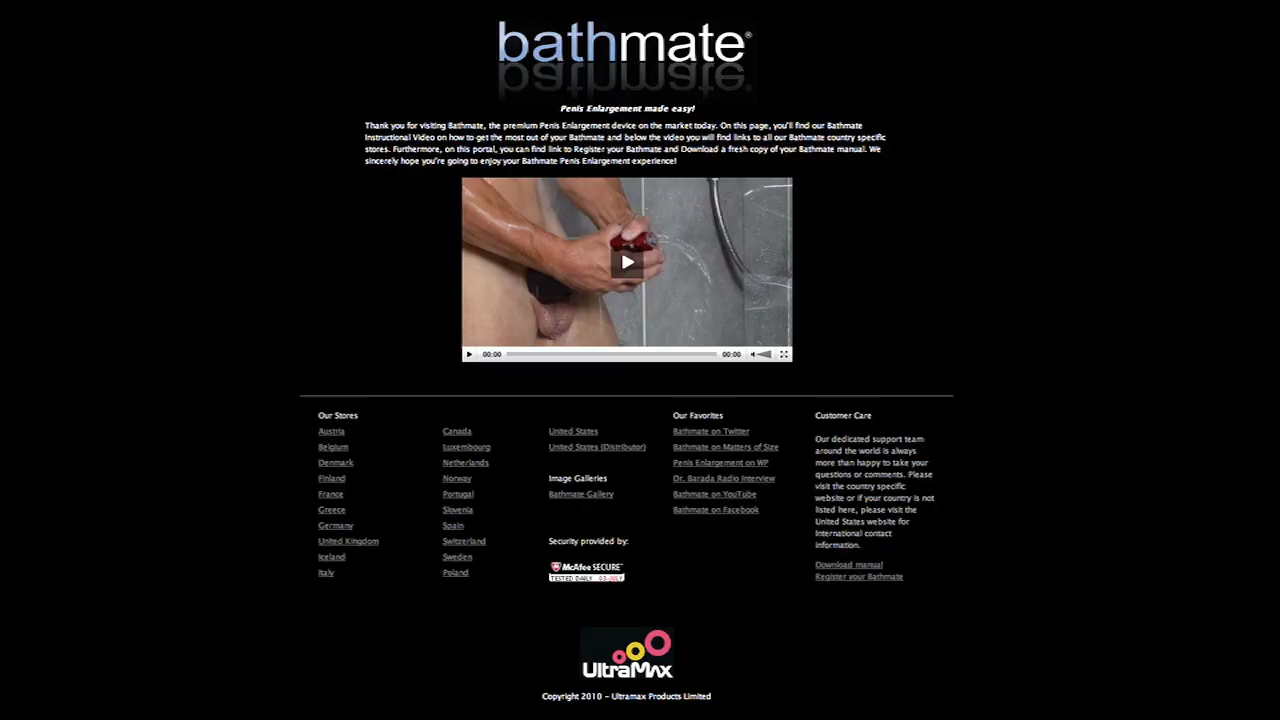 bathmate®
Penis Enlargement made easy!
Thank you for visiting Bathmate, the premium Penis Enlargement device on the market today. On this page, you'll find our Bathmate
Instructional Video on how to get the most out of your Bathmate and below the video you will find links to all our Bathmate country specific
stores. Furthermore, on this portal, you can find link to Register your Bathmate and Download a fresh copy of your Bathmate manual. We
sincerely hope you're going to enjoy your Bathmate Penis Enlargement experience!
00:00
00:00
Our Stores
Austria
Belgium
Denmark
Finland
France
Greece
Germany
United Kingdom
Iceland
Italy
Canada
Luxembourg
Netherlands
Norway
Portugal
Slovenia
Spain
Switzerland
Sweden
Poland
United States
United States (Distributor)
Image Galleries
Bathmate Gallery
Security provided by:
McAfee SECURE™
TESTED DAILY 03-JULY
Our Favorites
Bathmate on Twitter
Bathmate on Matters of Size
Penis Enlargement on WP
Dr. Barada Radio Interview
Bathmate on YouTube
Bathmate on Facebook
Customer Care
Our dedicated support team
around the world is always
more than happy to take your
questions or comments. Please
visit the country specific
website or if your country is not
listed here, please visit the
United States website for
International contact
information.
Download manual
Register your Bathmate
UltraMax
Copyright 2010 - Ultramax Products Limited